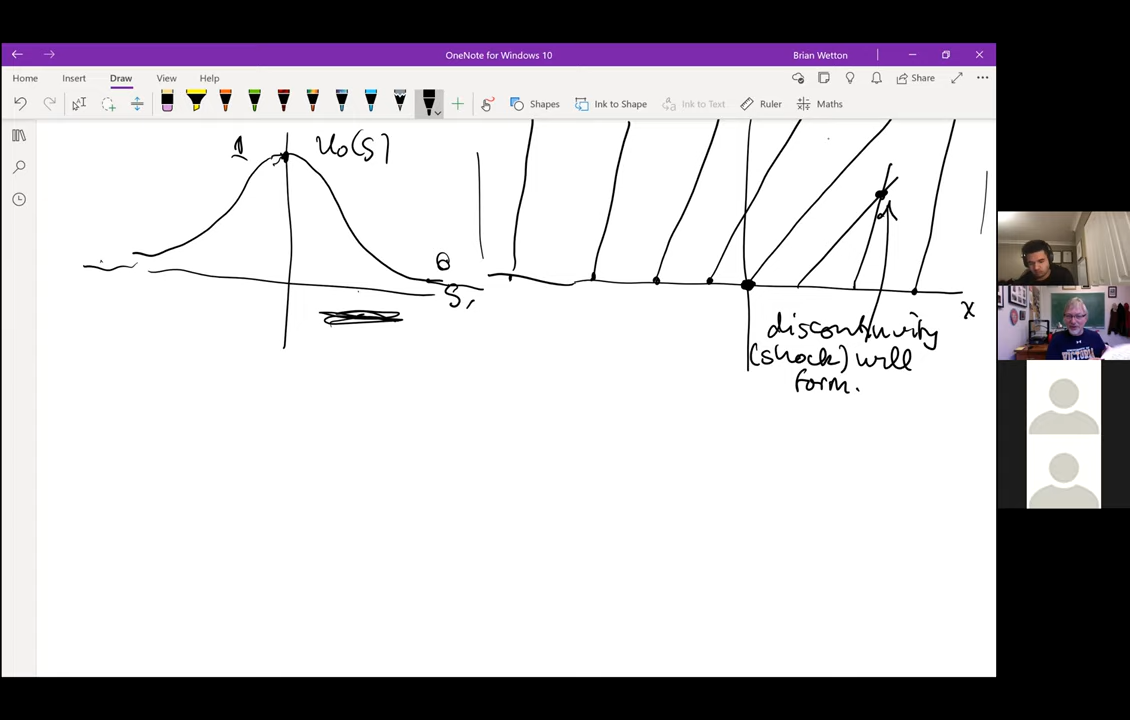 OneNote for Windows 10
Brian Wetton
Home Insert Draw View Help
Share
Shapes
Ink to Shape
Ink to Text
Ruler
Maths
1
u₀(s)
s
x
discontinuity
(shock) will
form.